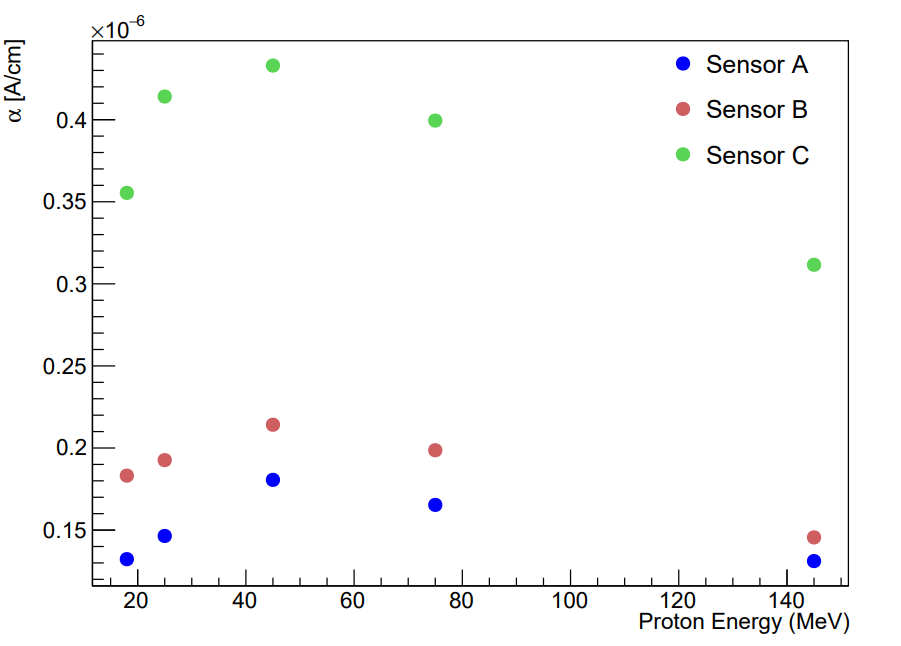 ×10⁻⁶
α [A/cm]
Sensor A
Sensor B
Sensor C
0.4
0.35
0.3
0.25
0.2
0.15
20 40 60 80 100 120 140
Proton Energy (MeV)